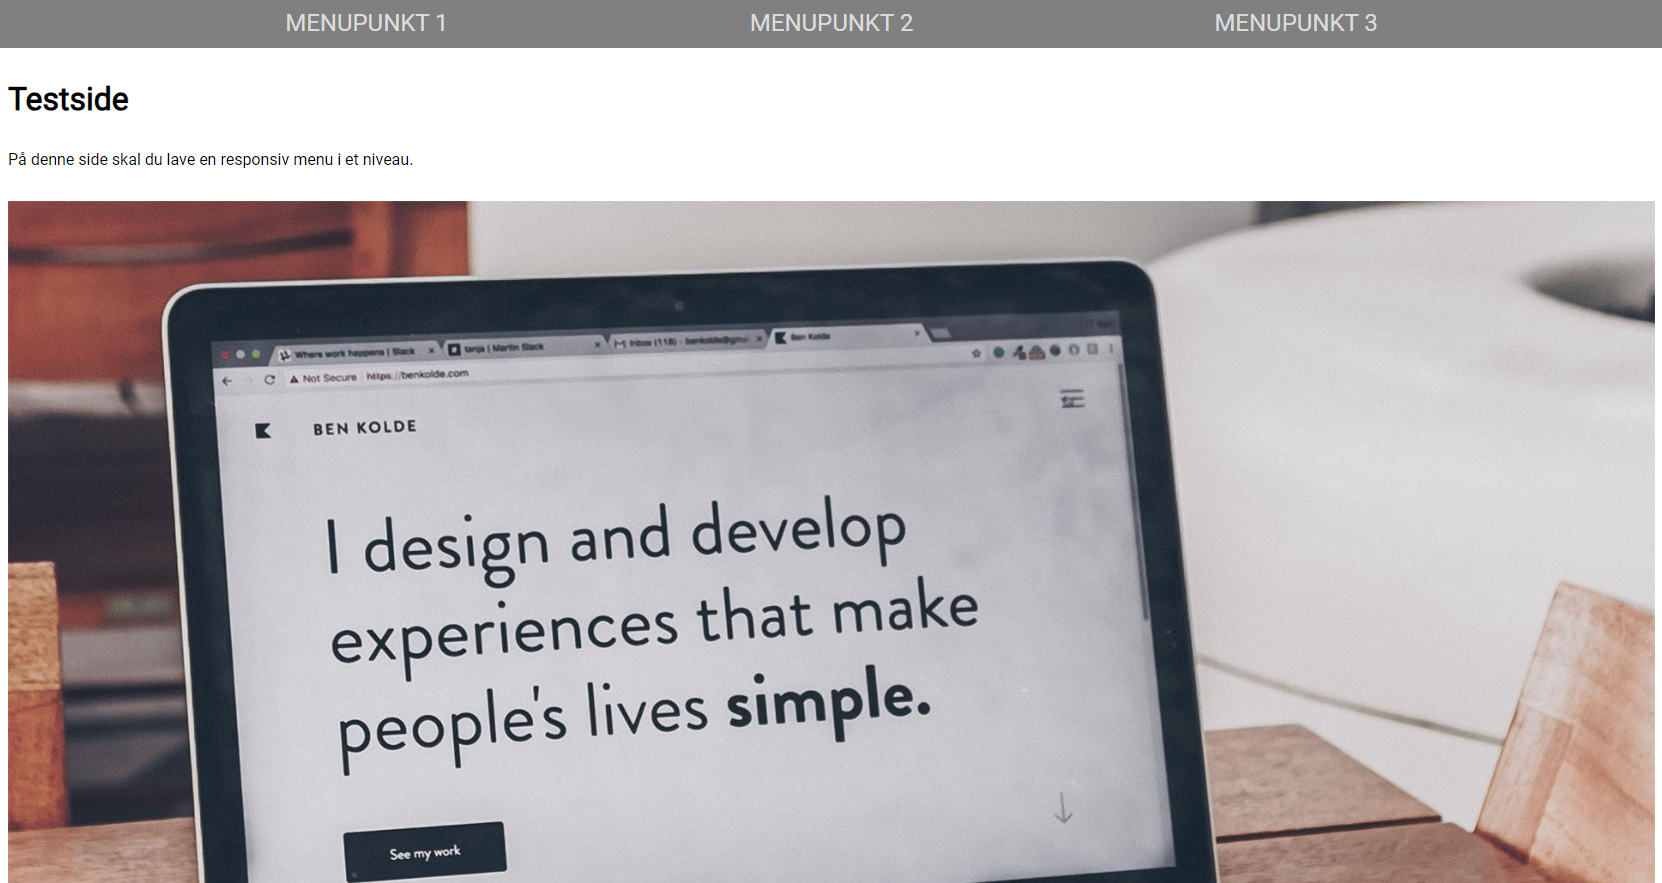 MENUPUNKT 1 MENUPUNKT 2 MENUPUNKT 3
Testside
På denne side skal du lave en responsiv menu i et niveau.
Where work happens | Slack tanja | Martin Slack Inbox (118) - benkolde@gmai Ben Kolde
Not Secure https://benkolde.com
BEN KOLDE
I design and develop
experiences that make
people's lives simple.
See my work